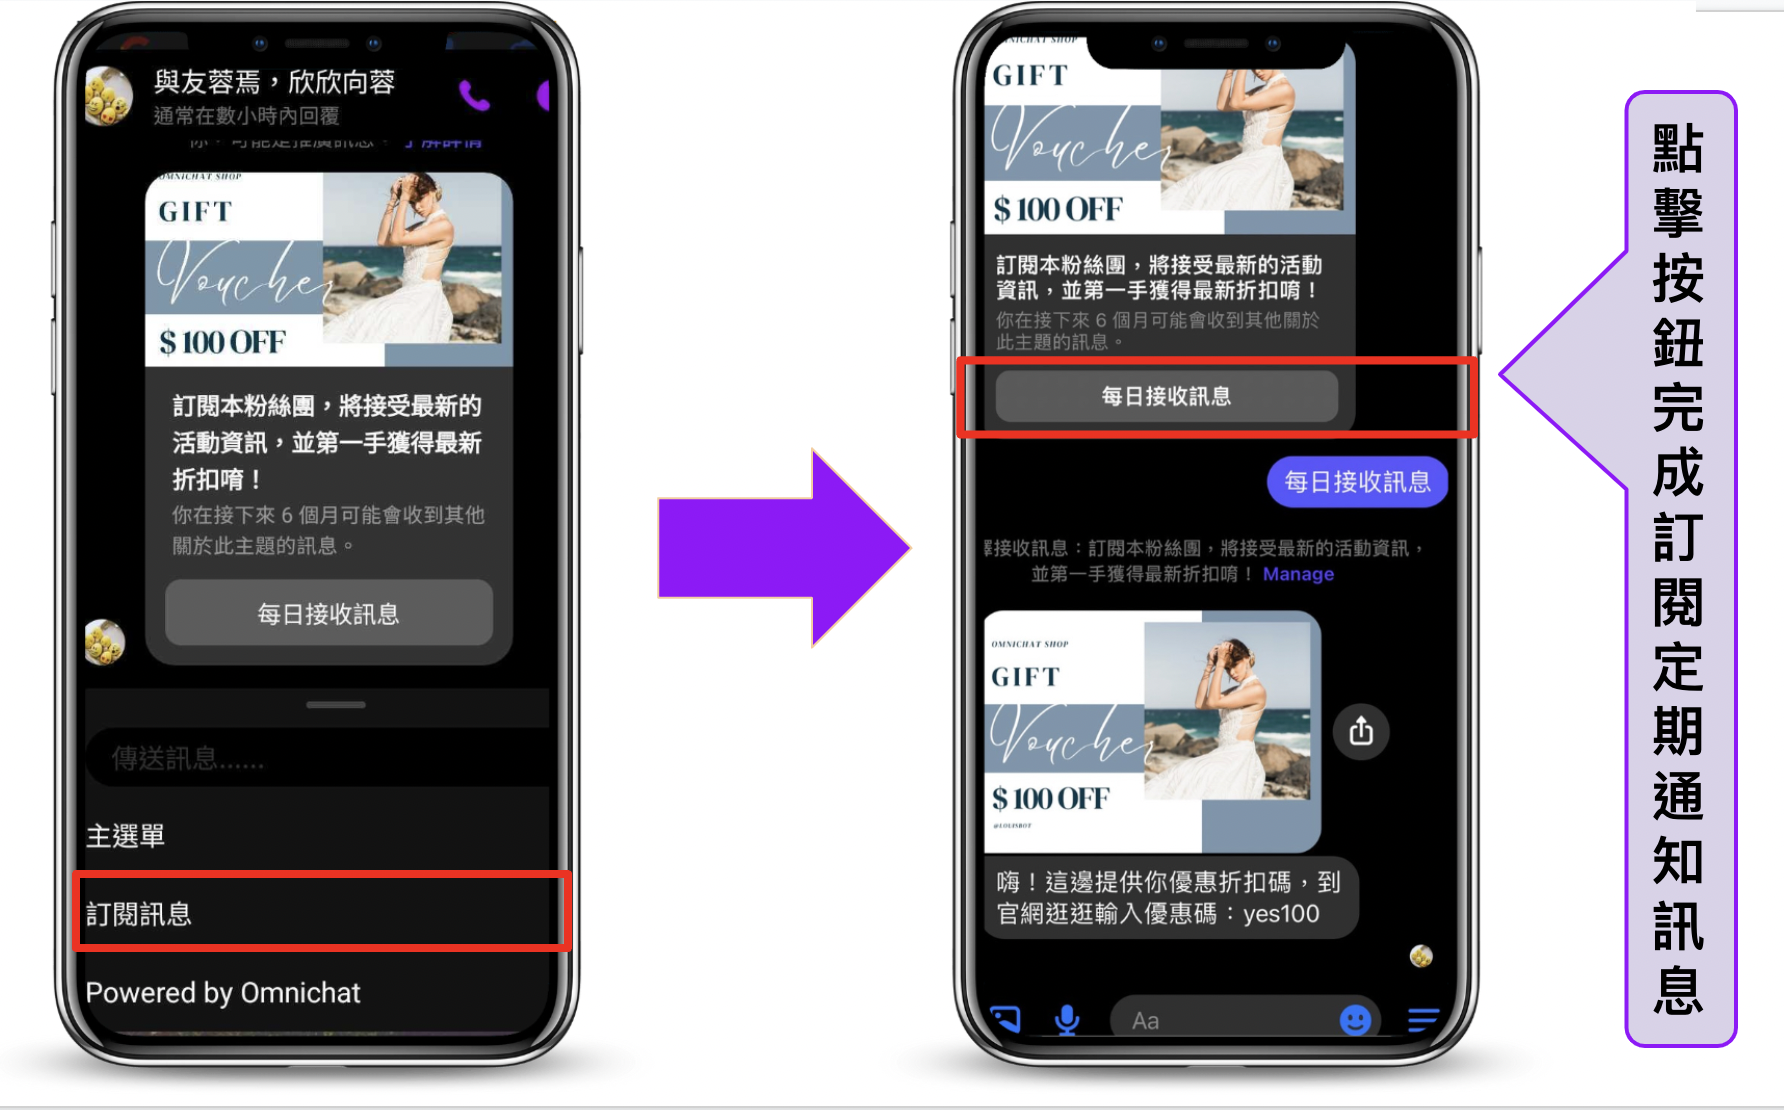 與友蓉焉，欣欣向蓉
通常在數小時內回覆
了解詳情
OMNICHAT SHOP
GIFT
Voucher
$ 100 OFF
訂閱本粉絲團，將接受最新的
活動資訊，並第一手獲得最新
折扣唷！
你在接下來 6 個月可能會收到其他
關於此主題的訊息。
每日接收訊息
傳送訊息......
主選單
訂閱訊息
Powered by Omnichat
OMNICHAT SHOP
GIFT
Voucher
$ 100 OFF
訂閱本粉絲團，將接受最新的活動
資訊，並第一手獲得最新折扣唷！
你在接下來 6 個月可能會收到其他關於
此主題的訊息。
每日接收訊息
每日接收訊息
擇接收訊息：訂閱本粉絲團，將接受最新的活動資訊，
並第一手獲得最新折扣唷！ Manage
OMNICHAT SHOP
GIFT
Voucher
$ 100 OFF
@LOUISBOT
嗨！這邊提供你優惠折扣碼，到
官網逛逛輸入優惠碼：yes100
Aa
點擊按鈕完成訂閱定期通知訊息